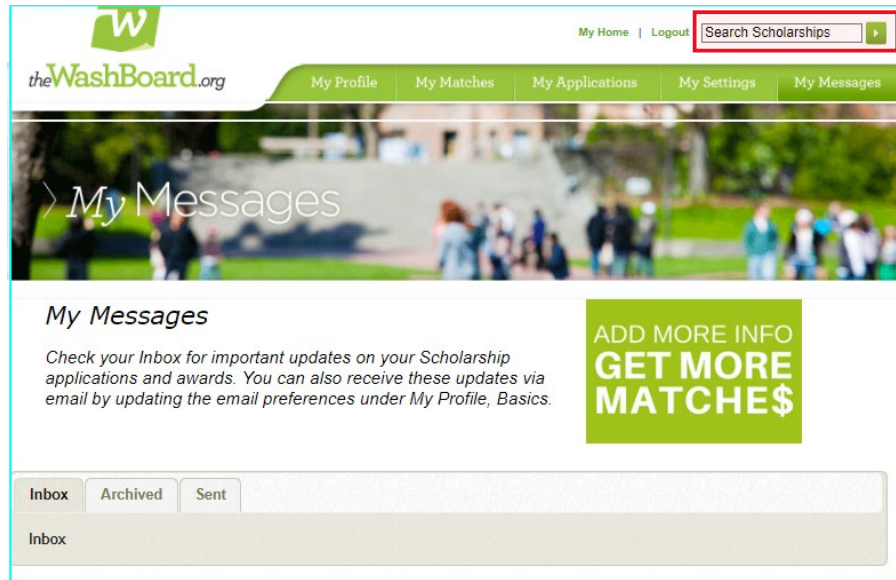 w
My Home | Logout Search Scholarships
theWashBoard.org
My Profile My Matches My Applications My Settings My Messages
〉My Messages
My Messages
Check your Inbox for important updates on your Scholarship
applications and awards. You can also receive these updates via
email by updating the email preferences under My Profile, Basics.
ADD MORE INFO
GET MORE
MATCHE$
Inbox Archived Sent
Inbox